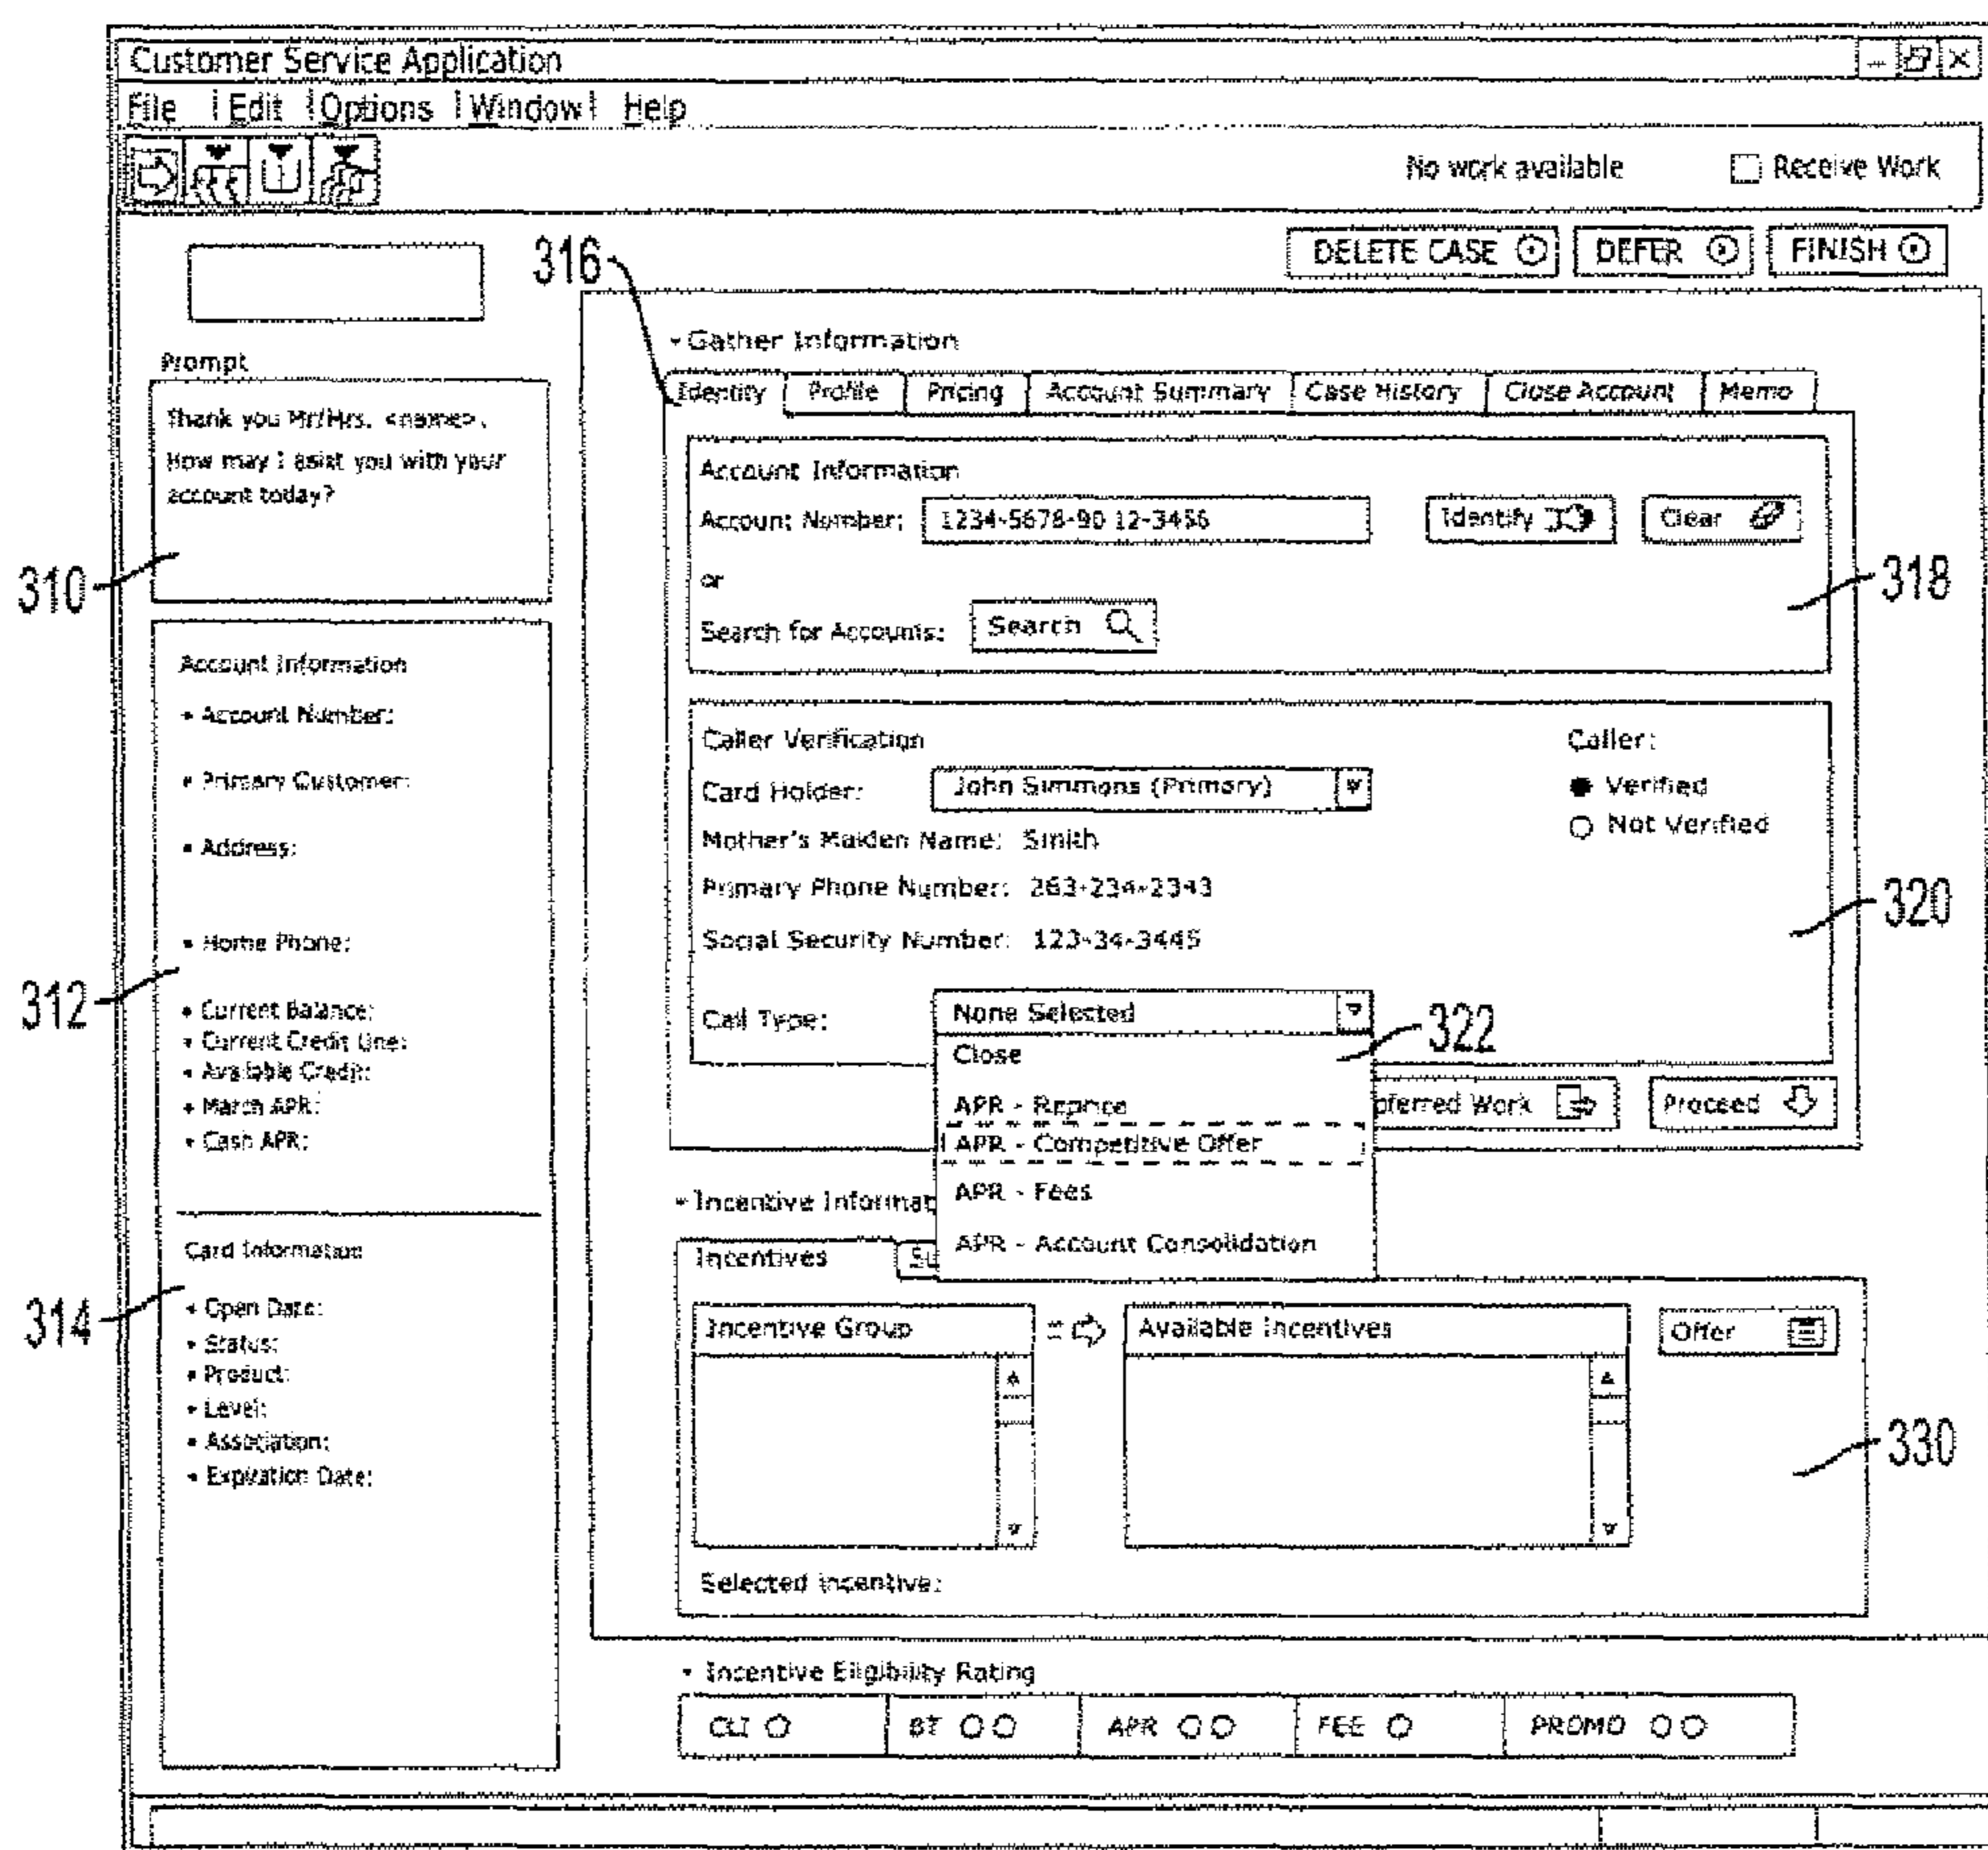 Customer Service Application
File Edit Options Window Help
No work available Receive Work
DELETE CASE DEFER FINISH
316
Prompt
Thank you Mr/Mrs. <name>.
How may I asist you with your
account today?
310
Account Information
• Account Number:
• Primary Customer:
• Address:
• Home Phone:
312
• Current Balance:
• Current Credit Line:
• Available Credit:
• March APR:
• Cash APR:
Card Information
314
• Open Date:
• Status:
• Product:
• Level:
• Association:
• Expiration Date:
Gather Information
Identity Profile Pricing Account Summary Case History Close Account Memo
Account Information
Account Number: 1234-5678-90 12-3456 Identify Clear
or
318
Search for Accounts: Search
Caller Verification Caller:
Card Holder: John Simmons (Primary) Verified
Not Verified
Mother's Maiden Name: Smith
Primary Phone Number: 263-234-2343
320
Social Security Number: 123-34-3445
Call Type: None Selected
322
Close
APR - Reprice
eferred Work Proceed
APR - Competitive Offer
APR - Fees
APR - Account Consolidation
Incentive Informat
Incentives Su
Incentive Group = Available Incentives Offer
330
Selected incentive:
• Incentive Eligibility Rating
CLI BT APR FEE PROMO